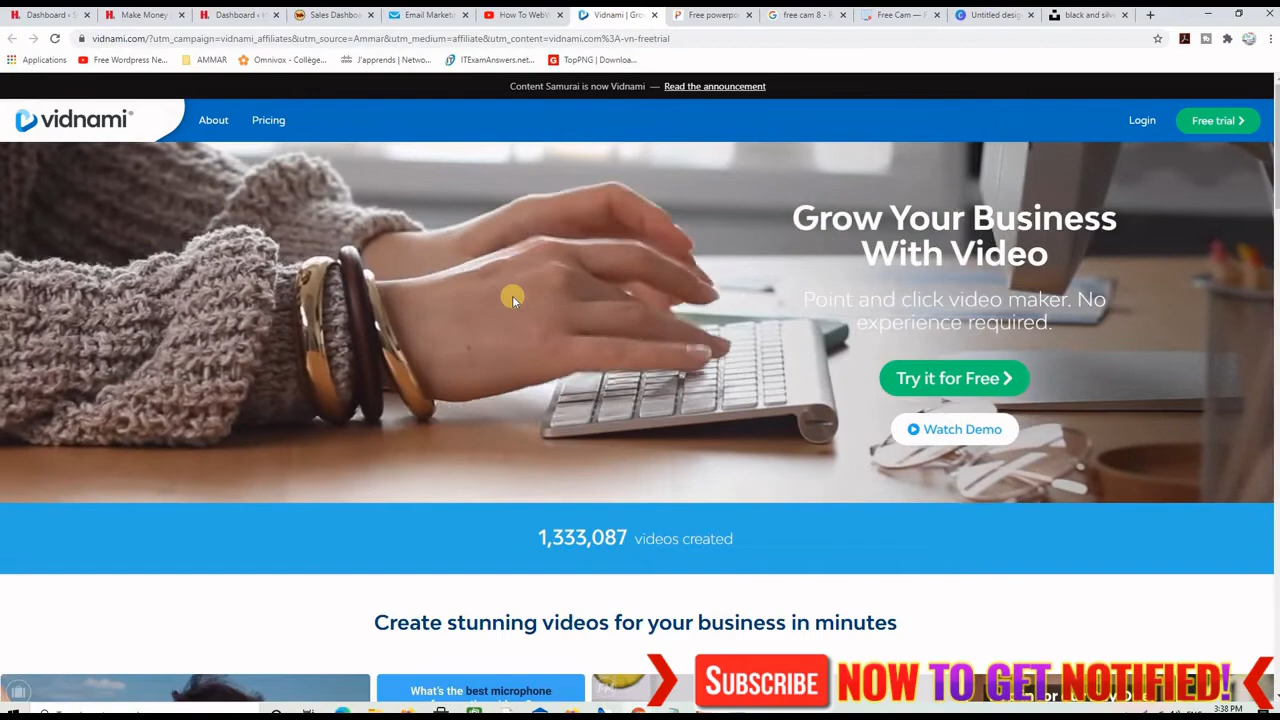 Dashboard
Make Money
Dashboard
Sales Dashb
Email Marketi
How To WebV
Vidnami | Gro
Free powerpo
free cam 8 - R
Free Cam — R
Untitled desig
black and silve
vidnami.com/?utm_campaign=vidnami_affiliates&utm_source=Ammar&utm_medium=affiliate&utm_content=vidnami.com%3A-vn-freetrial
Applications
Free Wordpress Ne...
AMMAR
Omnivox - Collège...
J'apprends | Netwo...
ITExamAnswers.net...
TopPNG | Downloa...
Content Samurai is now Vidnami — Read the announcement
vidnami®
About
Pricing
Login
Free trial
Grow Your Business
With Video
Point and click video maker. No
experience required.
Try it for Free
Watch Demo
1,333,087 videos created
Create stunning videos for your business in minutes
What's the best microphone
SUBSCRIBE NOW TO GET NOTIFIED!
3:38 PM